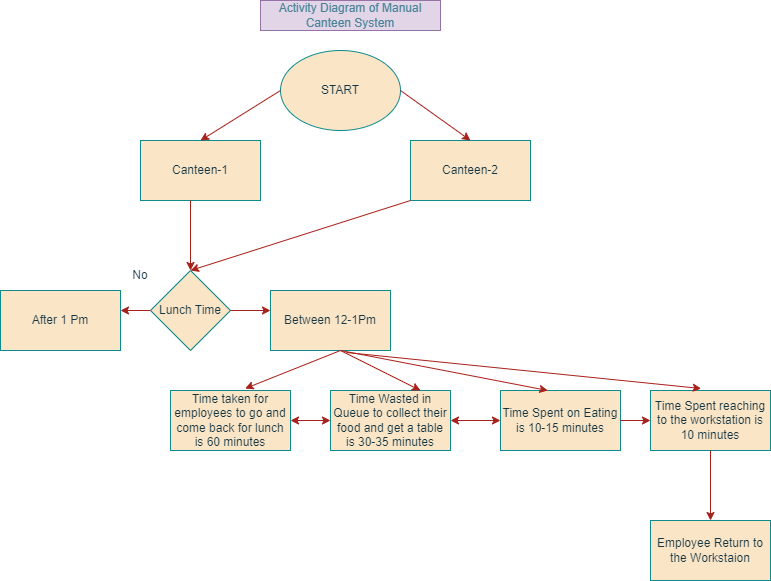 Activity Diagram of Manual
Canteen System
START
Canteen-1
Canteen-2
No
Lunch Time
After 1 Pm
Between 12-1Pm
Time taken for
employees to go and
come back for lunch
is 60 minutes
Time Wasted in
Queue to collect their
food and get a table
is 30-35 minutes
Time Spent on Eating
is 10-15 minutes
Time Spent reaching
to the workstation is
10 minutes
Employee Return to
the Workstaion